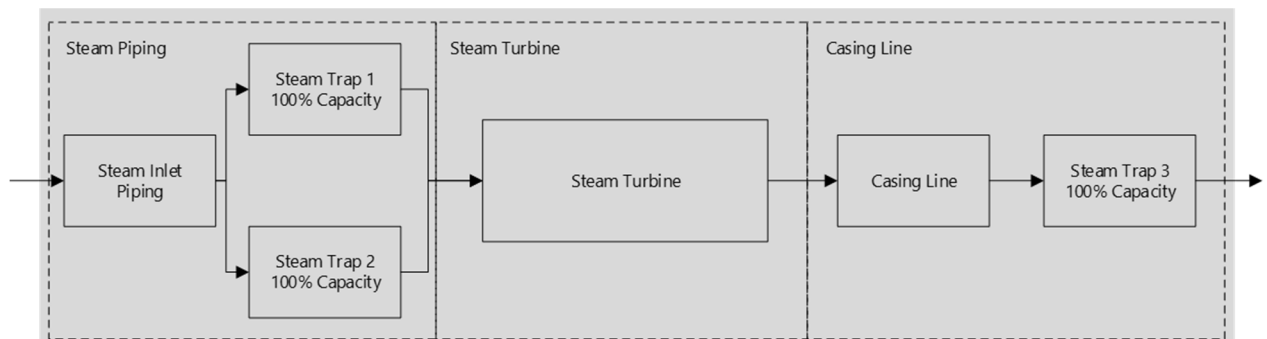 Steam Piping
Steam Turbine
Casing Line
Steam Trap 1
100% Capacity
Steam Inlet
Piping
Steam Trap 2
100% Capacity
Steam Turbine
Casing Line
Steam Trap 3
100% Capacity